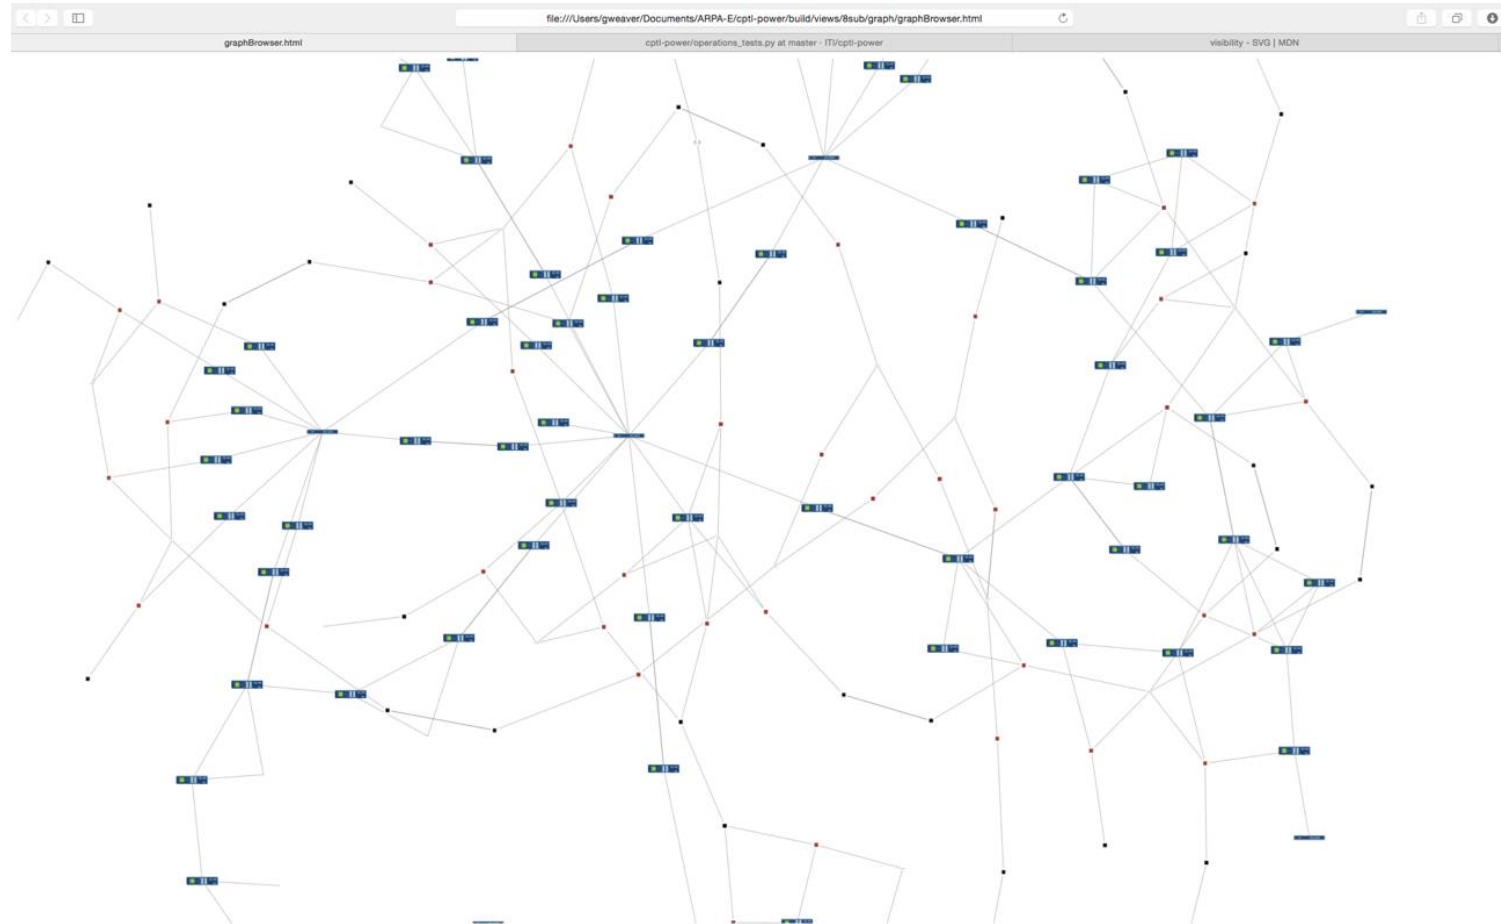 file:///Users/gweaver/Documents/ARPA-E/cptl-power/build/views/8sub/graph/graphBrowser.html
graphBrowser.html
cptl-power/operations_tests.py at master · ITI/cptl-power
visibility - SVG | MDN